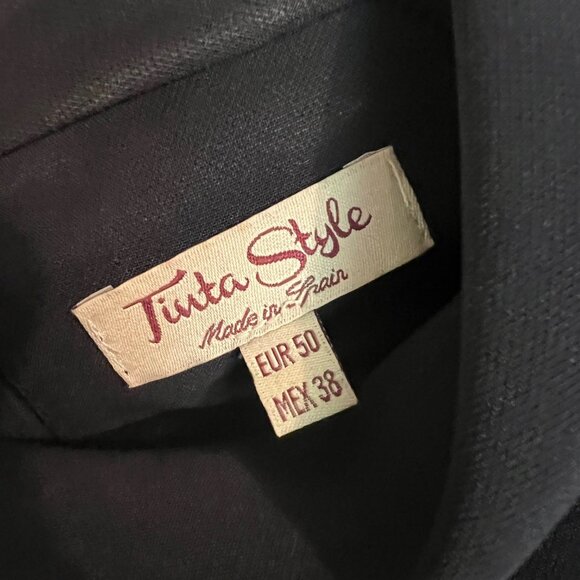 Tinta Style
Made in Spain
EUR 50
MEX 38